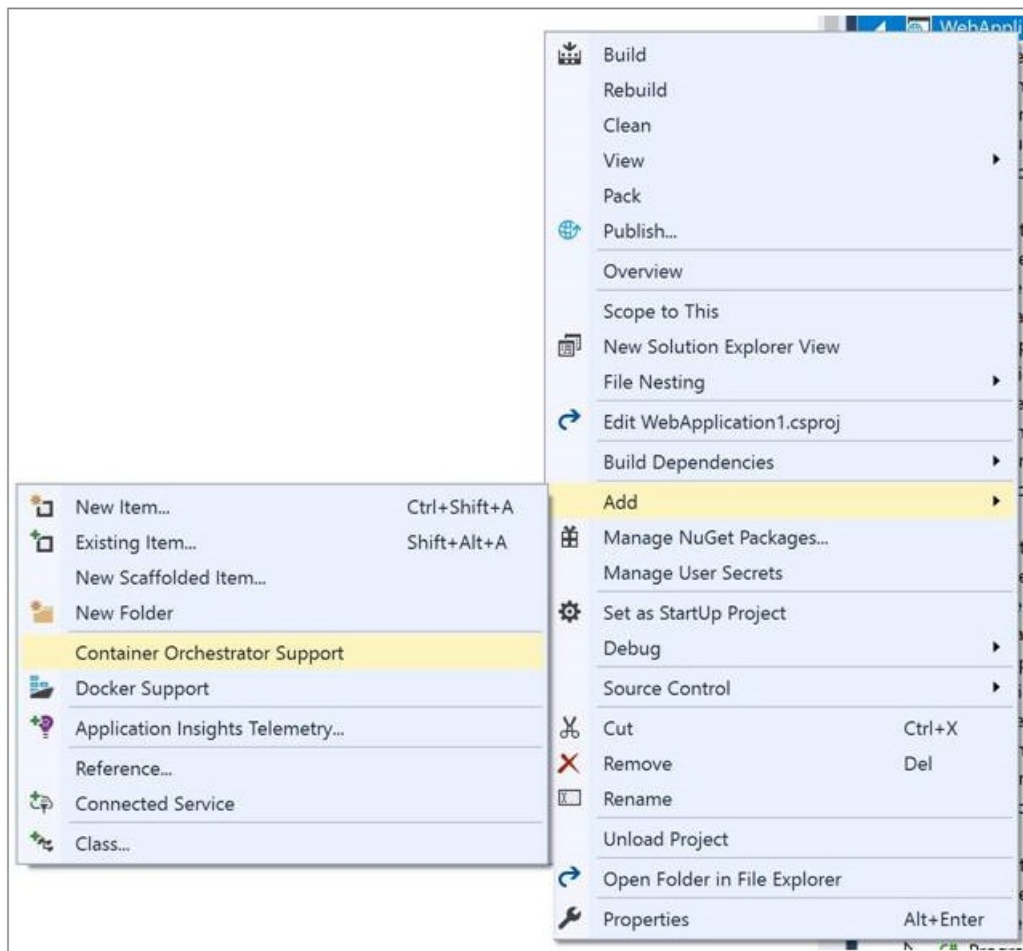 WebAppli
Build
Rebuild
Clean
View
Pack
Publish...
Overview
Scope to This
New Solution Explorer View
File Nesting
Edit WebApplication1.csproj
Build Dependencies
Add
Manage NuGet Packages...
Manage User Secrets
Set as StartUp Project
Debug
Source Control
Cut Ctrl+X
Remove Del
Rename
Unload Project
Open Folder in File Explorer
Properties Alt+Enter
New Item... Ctrl+Shift+A
Existing Item... Shift+Alt+A
New Scaffolded Item...
New Folder
Container Orchestrator Support
Docker Support
Application Insights Telemetry...
Reference...
Connected Service
Class...
C# Progra